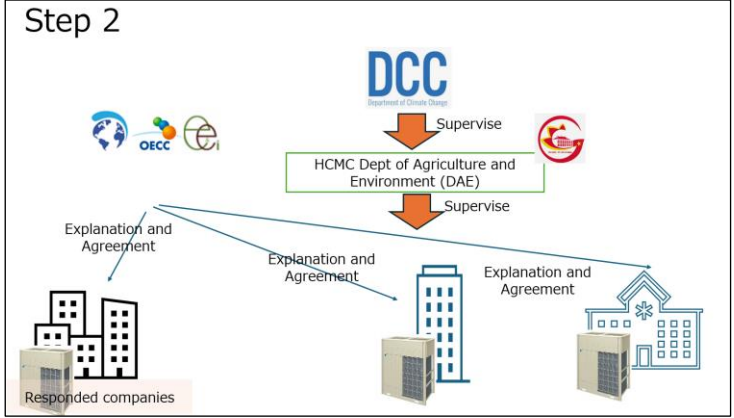 Step 2
DCC
Department of Climate Change
Supervise
OECC
eei
HCMC Dept of Agriculture and
Environment (DAE)
Supervise
Explanation and
Agreement
Explanation and
Agreement
Explanation and
Agreement
Responded companies